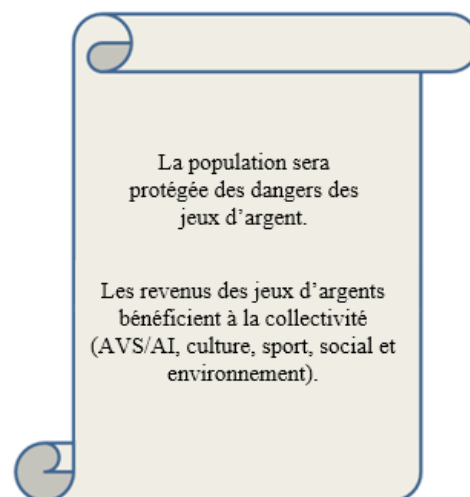 La population sera
protégée des dangers des
jeux d’argent.
Les revenus des jeux d’argents
bénéficient à la collectivité
(AVS/AI, culture, sport, social et
environnement).